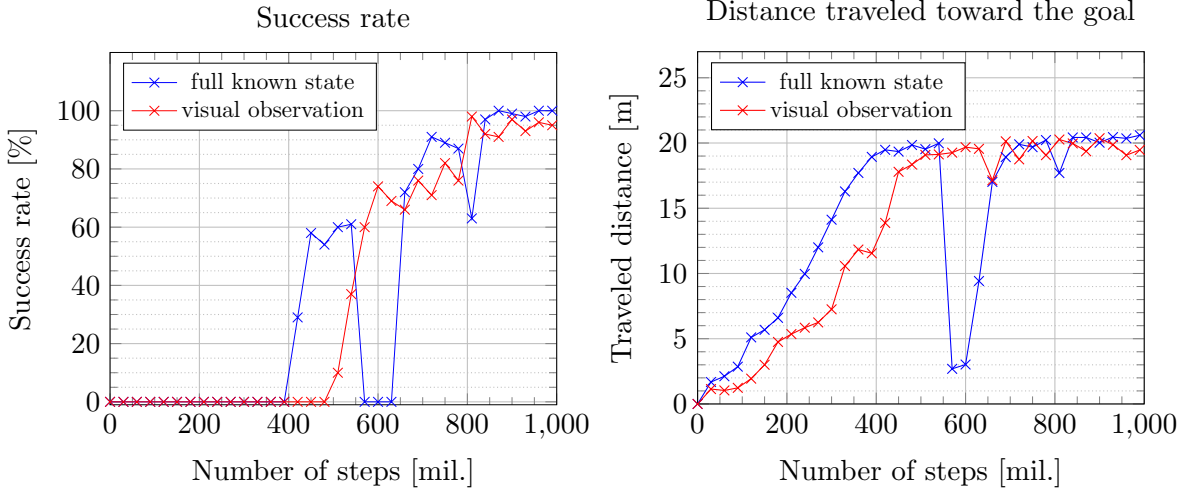 Success rate
full known state
visual observation
100
80
60
40
20
0
0
200
400
600
800
1,000
Success rate [%]
Number of steps [mil.]
Distance traveled toward the goal
full known state
visual observation
25
20
15
10
5
0
0
200
400
600
800
1,000
Traveled distance [m]
Number of steps [mil.]